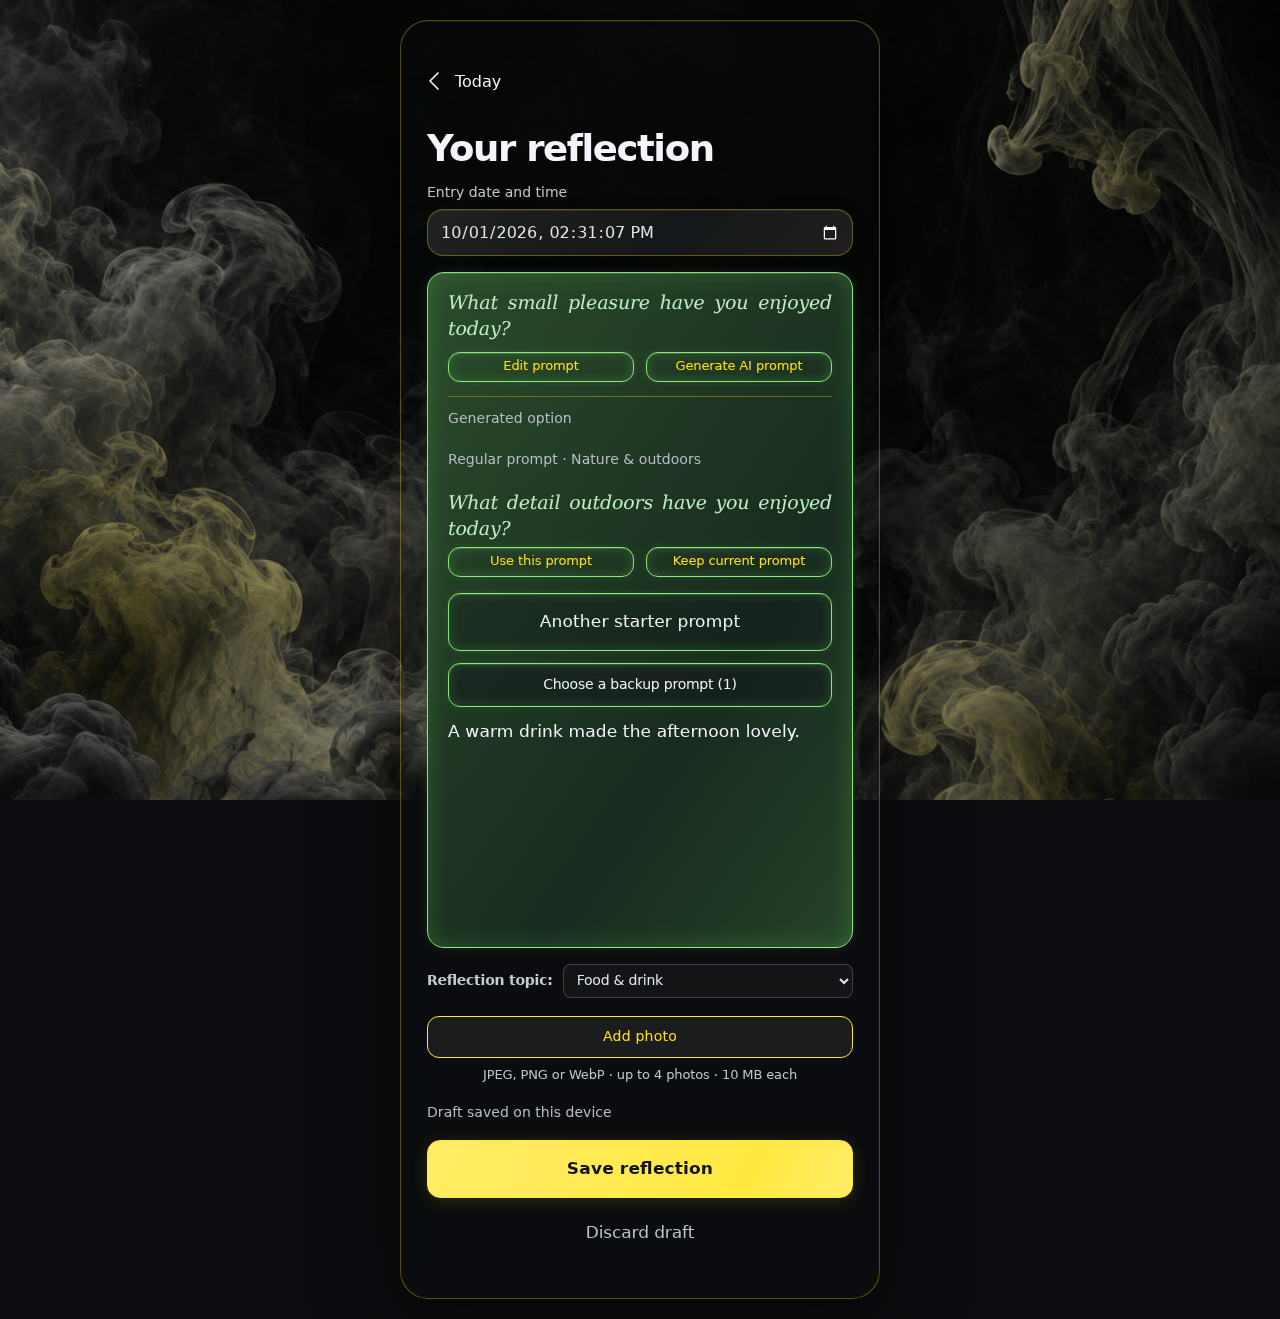 Today
Your reflection
Entry date and time
10/01/2026, 02:31:07 PM
What small pleasure have you enjoyed
today?
Edit prompt
Generate AI prompt
Generated option
Regular prompt · Nature & outdoors
What detail outdoors have you enjoyed
today?
Use this prompt
Keep current prompt
Another starter prompt
Choose a backup prompt (1)
A warm drink made the afternoon lovely.
Reflection topic:
Food & drink
Add photo
JPEG, PNG or WebP · up to 4 photos · 10 MB each
Draft saved on this device
Save reflection
Discard draft